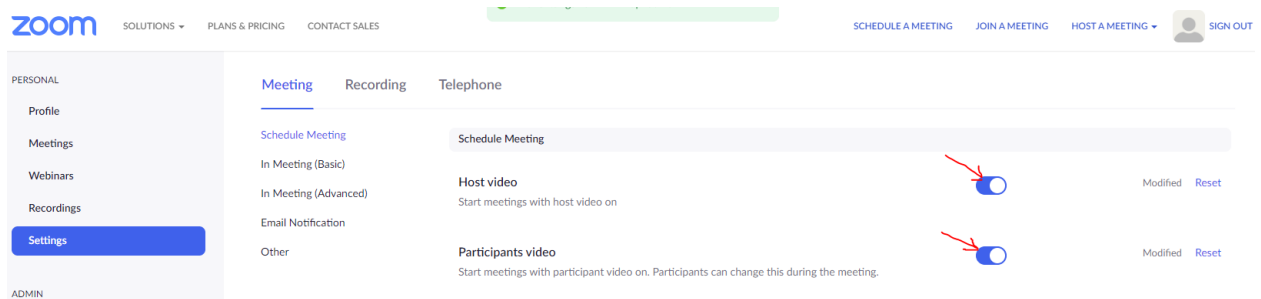 zoom SOLUTIONS PLANS & PRICING CONTACT SALES SCHEDULE A MEETING JOIN A MEETING HOST A MEETING SIGN OUT
PERSONAL
Profile
Meetings
Webinars
Recordings
Settings
ADMIN
Meeting Recording Telephone
Schedule Meeting
In Meeting (Basic)
In Meeting (Advanced)
Email Notification
Other
Schedule Meeting
Host video Modified Reset
Start meetings with host video on
Participants video Modified Reset
Start meetings with participant video on. Participants can change this during the meeting.